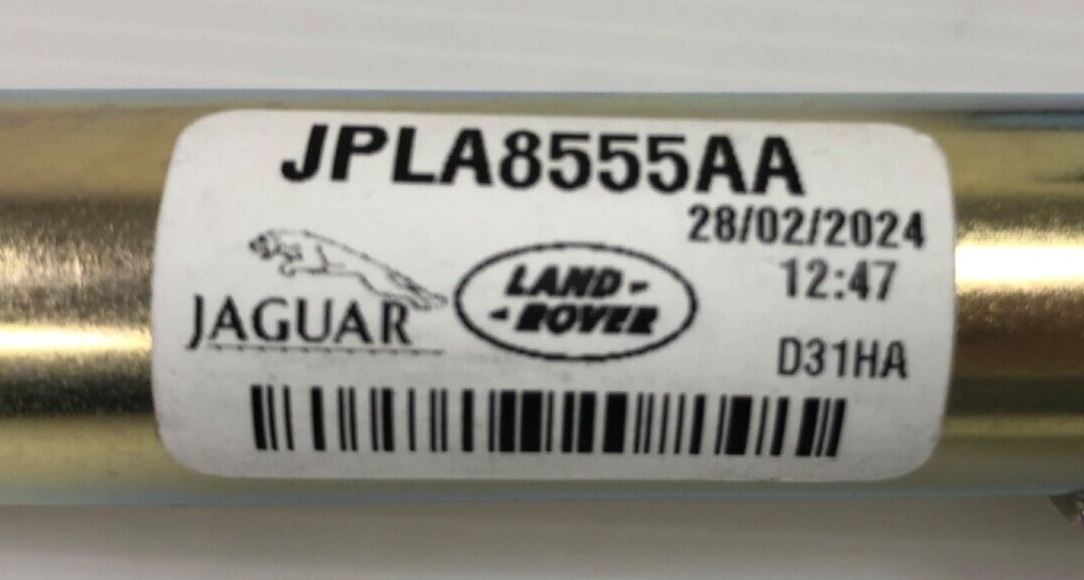 JPLA8555AA
28/02/2024
12:47
JAGUAR
LAND-
-ROVER
D31HA